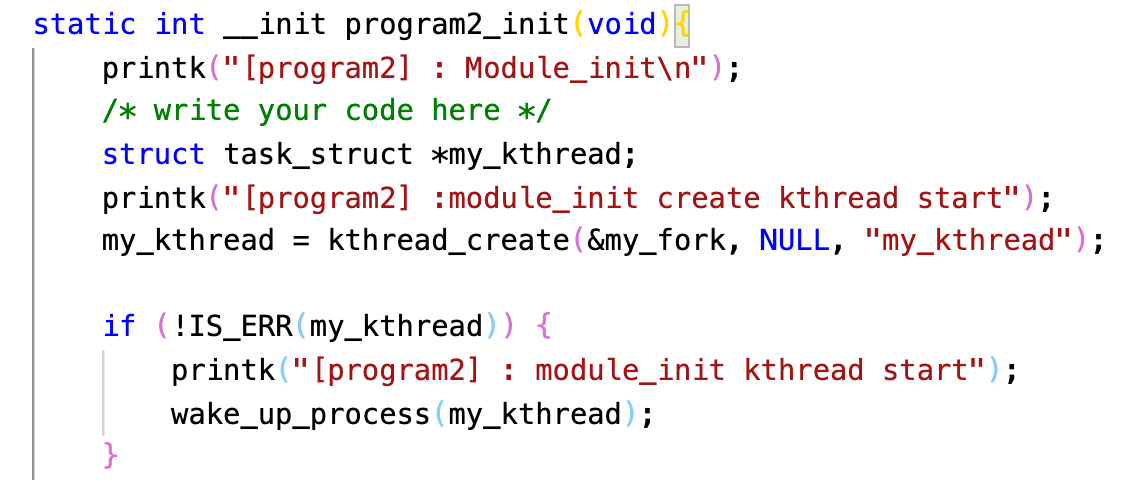 static int __init program2_init(void){
printk("[program2] : Module_init\n");
/* write your code here */
struct task_struct *my_kthread;
printk("[program2] :module_init create kthread start");
my_kthread = kthread_create(&my_fork, NULL, "my_kthread");
if (!IS_ERR(my_kthread)) {
printk("[program2] : module_init kthread start");
wake_up_process(my_kthread);
}